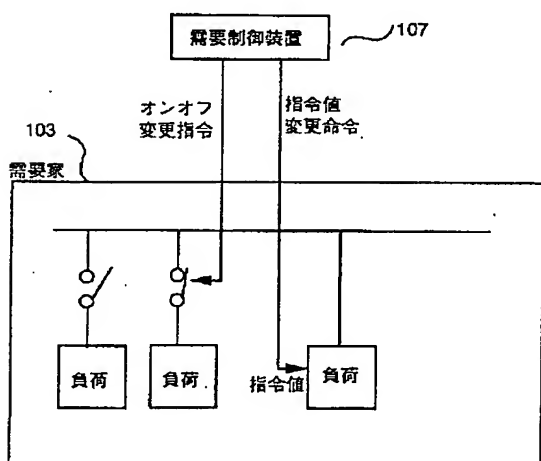 需要制御装置
107
オンオフ
変更指令
指令値
変更命令
103
需要家
負荷
負荷
指令値
負荷